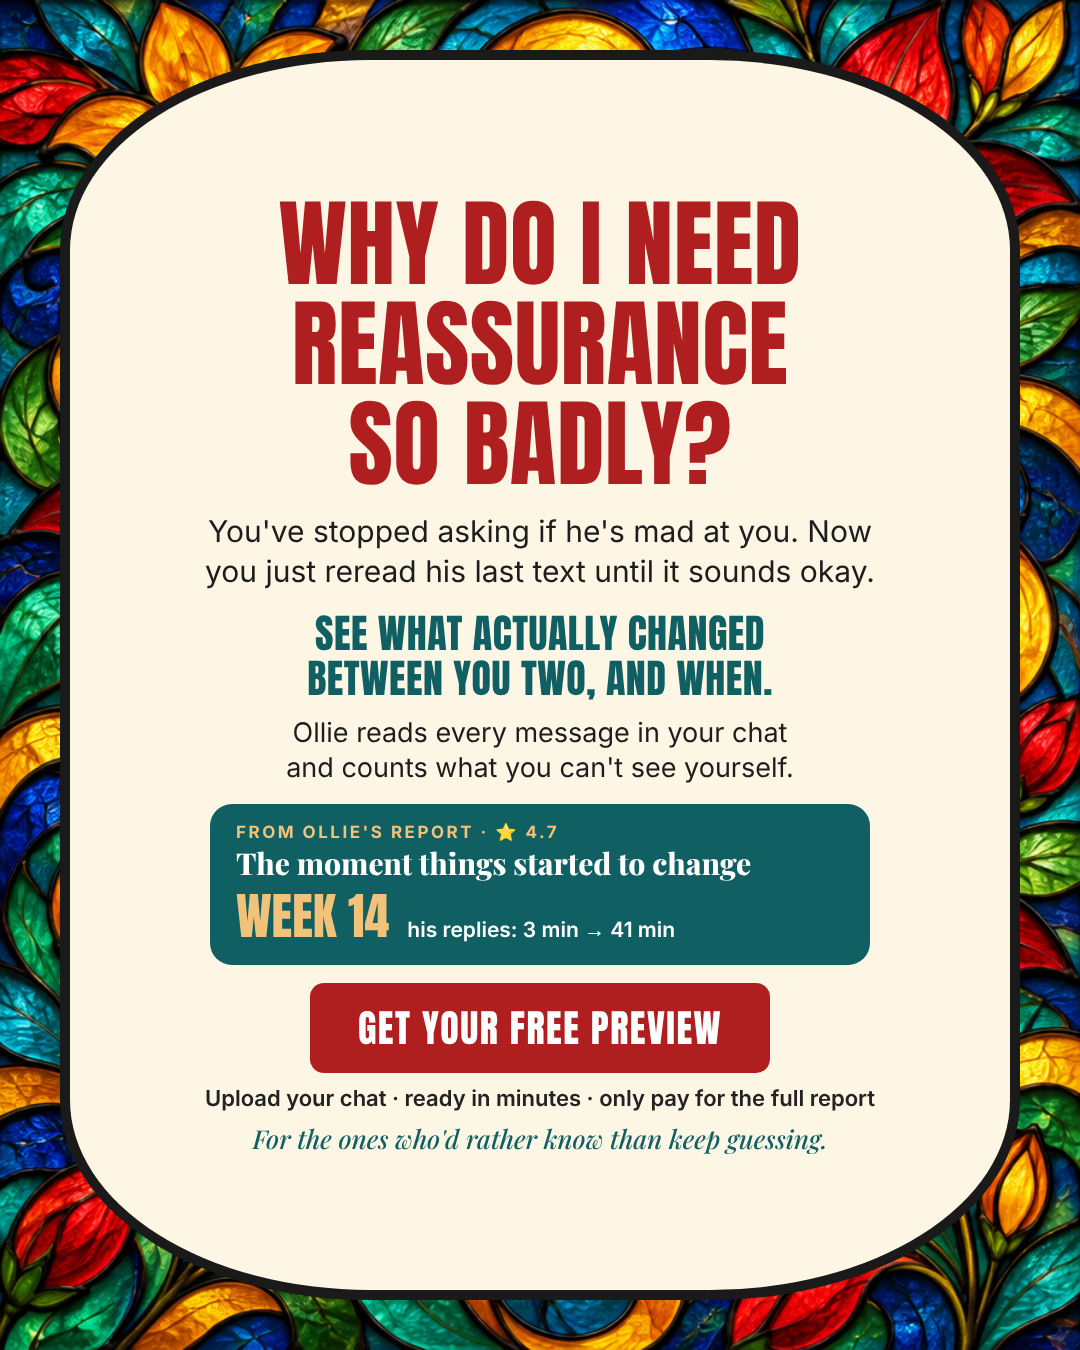 WHY DO I NEED
REASSURANCE
SO BADLY?
You've stopped asking if he's mad at you. Now
you just reread his last text until it sounds okay.
SEE WHAT ACTUALLY CHANGED
BETWEEN YOU TWO, AND WHEN.
Ollie reads every message in your chat
and counts what you can't see yourself.
FROM OLLIE'S REPORT · ⭐ 4.7
The moment things started to change
WEEK 14 his replies: 3 min → 41 min
GET YOUR FREE PREVIEW
Upload your chat · ready in minutes · only pay for the full report
For the ones who'd rather know than keep guessing.